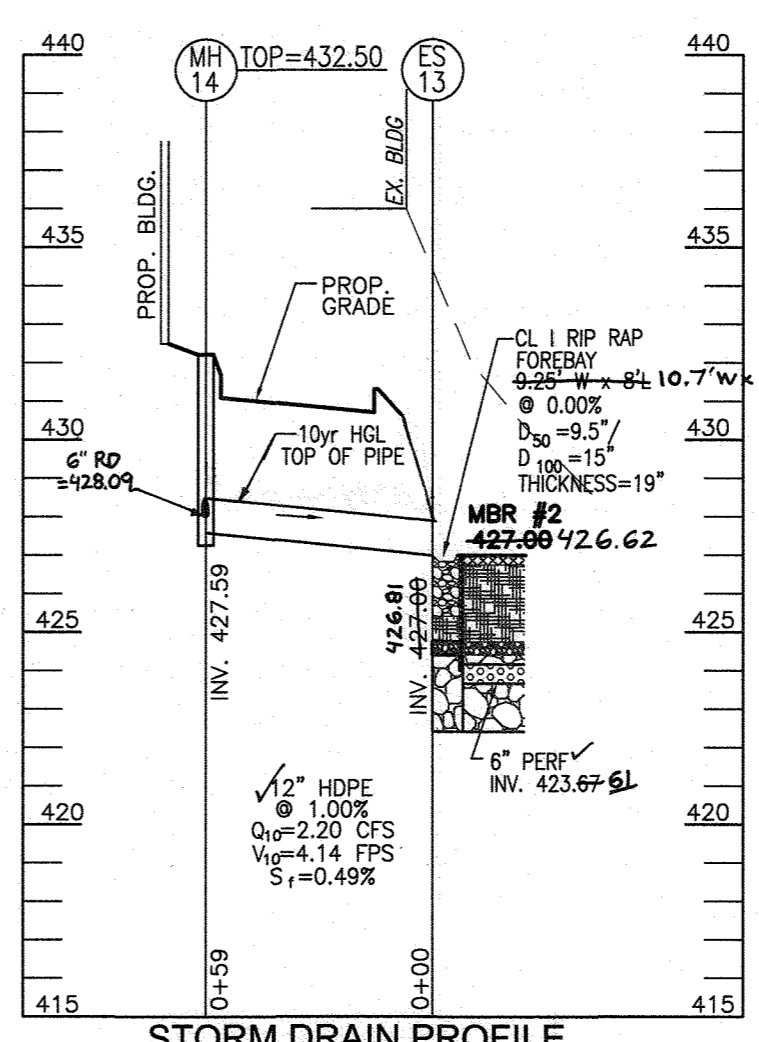 440
440
MH
14
TOP=432.50
ES
13
EX. BLDG
PROP. BLDG.
435
435
PROP.
GRADE
CL I RIP RAP
FOREBAY
9.25' W x 8'L 10.7'W x
@ 0.00%
D50 =9.5"
D100 =15"
THICKNESS=19"
430
430
10yr HGL
TOP OF PIPE
6" RD
=428.09
MBR #2
427.00 426.62
INV. 427.59
426.81
INV. 427.00
425
425
6" PERF ✓
INV. 423.67 61
✓12" HDPE
@ 1.00%
Q10=2.20 CFS
V10=4.14 FPS
Sf=0.49%
420
420
0+59
0+00
415
415
STORM DRAIN PROFILE